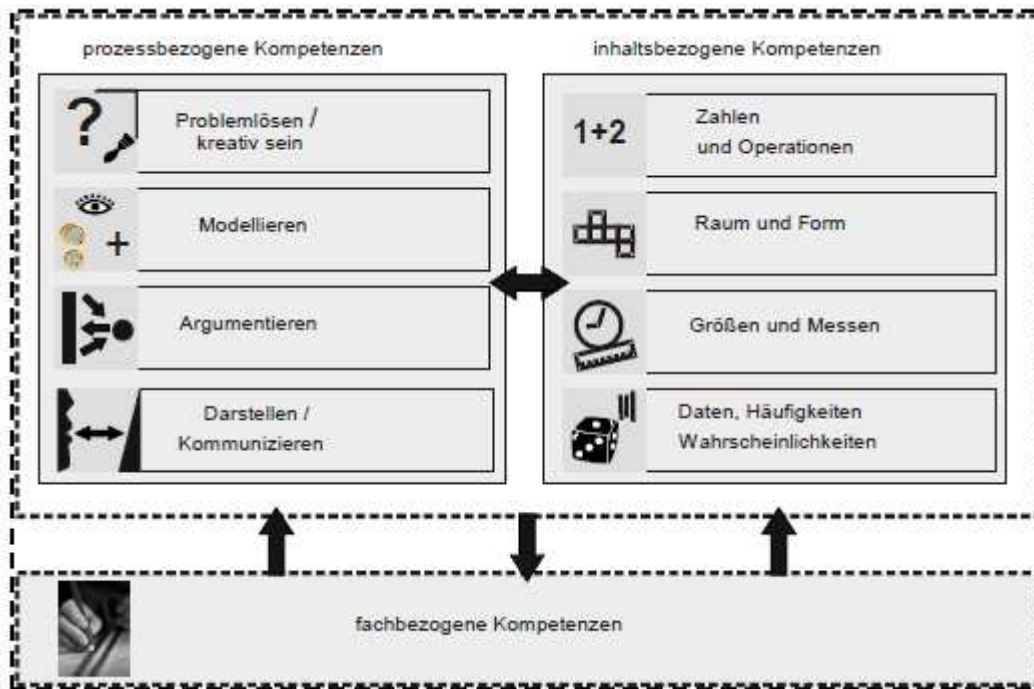 prozessbezogene Kompetenzen
Problemlösen /
kreativ sein
Modellieren
Argumentieren
Darstellen /
Kommunizieren
inhaltsbezogene Kompetenzen
1+2
Zahlen
und Operationen
Raum und Form
Größen und Messen
Daten, Häufigkeiten
Wahrscheinlichkeiten
fachbezogene Kompetenzen